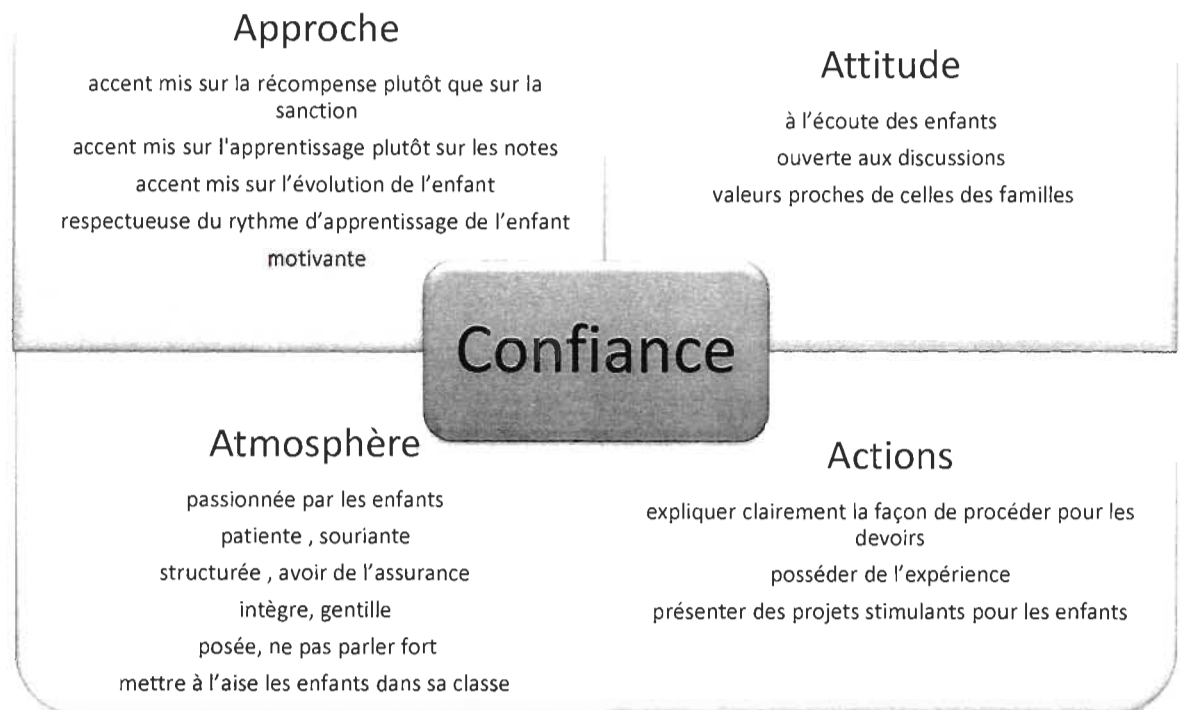 Approche
accent mis sur la récompense plutôt que sur la
sanction
accent mis sur l'apprentissage plutôt sur les notes
accent mis sur l'évolution de l'enfant
respectueuse du rythme d'apprentissage de l'enfant
motivante
Attitude
à l'écoute des enfants
ouverte aux discussions
valeurs proches de celles des familles
Confiance
Atmosphère
passionnée par les enfants
patiente , souriante
structurée , avoir de l'assurance
intègre, gentille
posée, ne pas parler fort
mettre à l'aise les enfants dans sa classe
Actions
expliquer clairement la façon de procéder pour les
devoirs
posséder de l'expérience
présenter des projets stimulants pour les enfants